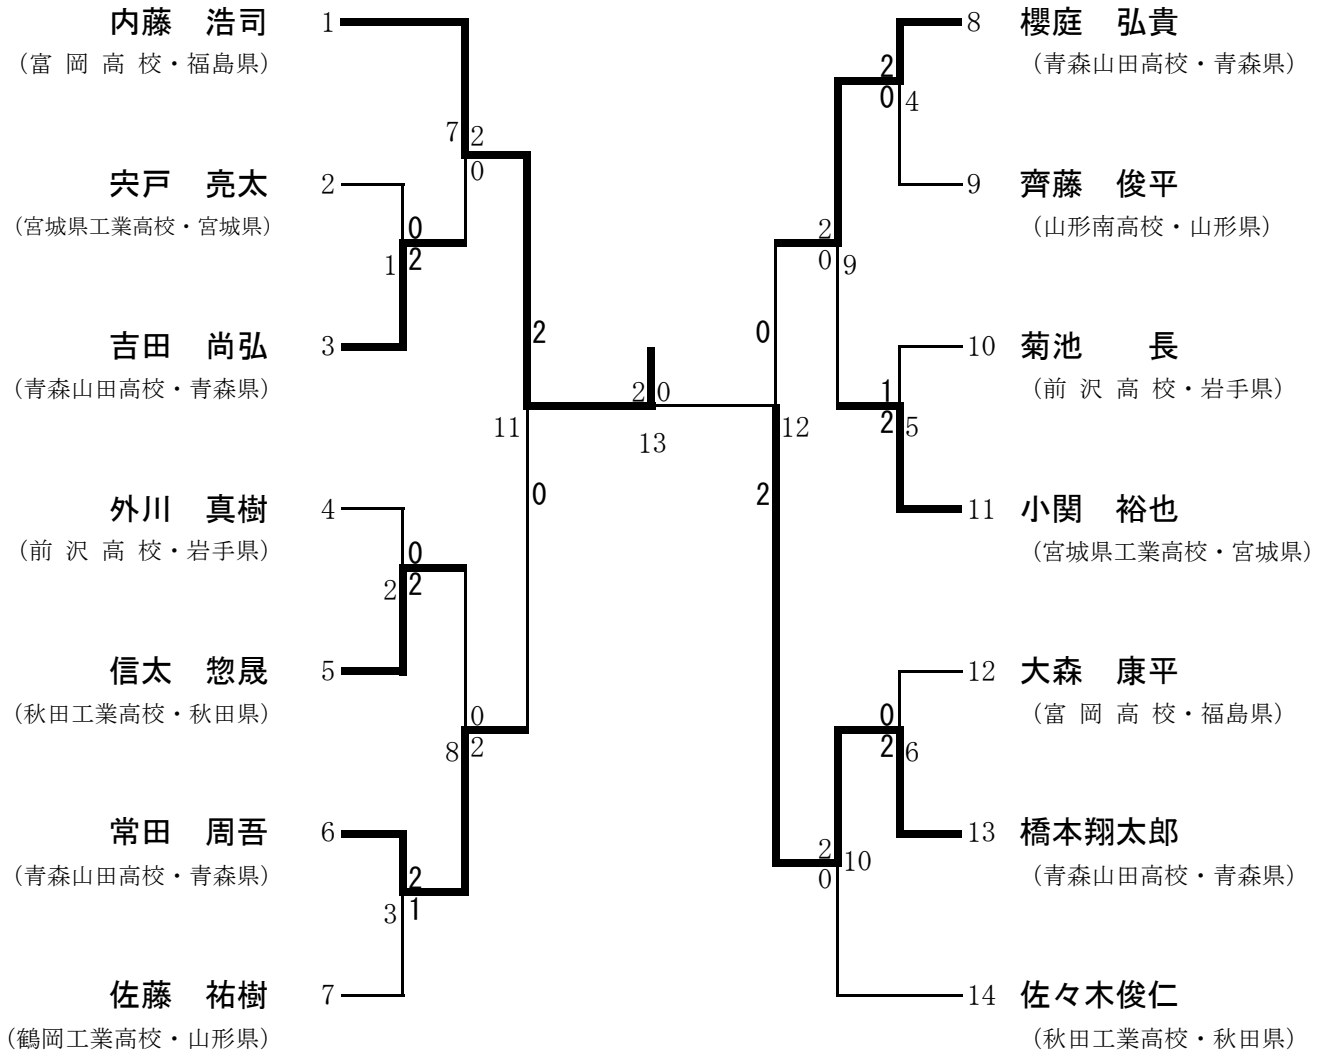 内藤　浩司 1
（富 岡 高 校・福島県）
7 2
0
宍戸　亮太 2
（宮城県工業高校・宮城県）
0
1 2
吉田　尚弘 3
（青森山田高校・青森県）
2
11
外川　真樹 4
（前 沢 高 校・岩手県）
0
0
2 2
信太　惣晟 5
（秋田工業高校・秋田県）
0
8 2
常田　周吾 6
（青森山田高校・青森県）
2
3 1
佐藤　祐樹 7
（鶴岡工業高校・山形県）
2 0
13
8 櫻庭　弘貴
（青森山田高校・青森県）
2
0 4
9 齊藤　俊平
（山形南高校・山形県）
2
0 9
0
10 菊池　　長
（前 沢 高 校・岩手県）
1
2 5
12
2
11 小関　裕也
（宮城県工業高校・宮城県）
12 大森　康平
（富 岡 高 校・福島県）
0
2 6
13 橋本翔太郎
（青森山田高校・青森県）
2 10
0
14 佐々木俊仁
（秋田工業高校・秋田県）